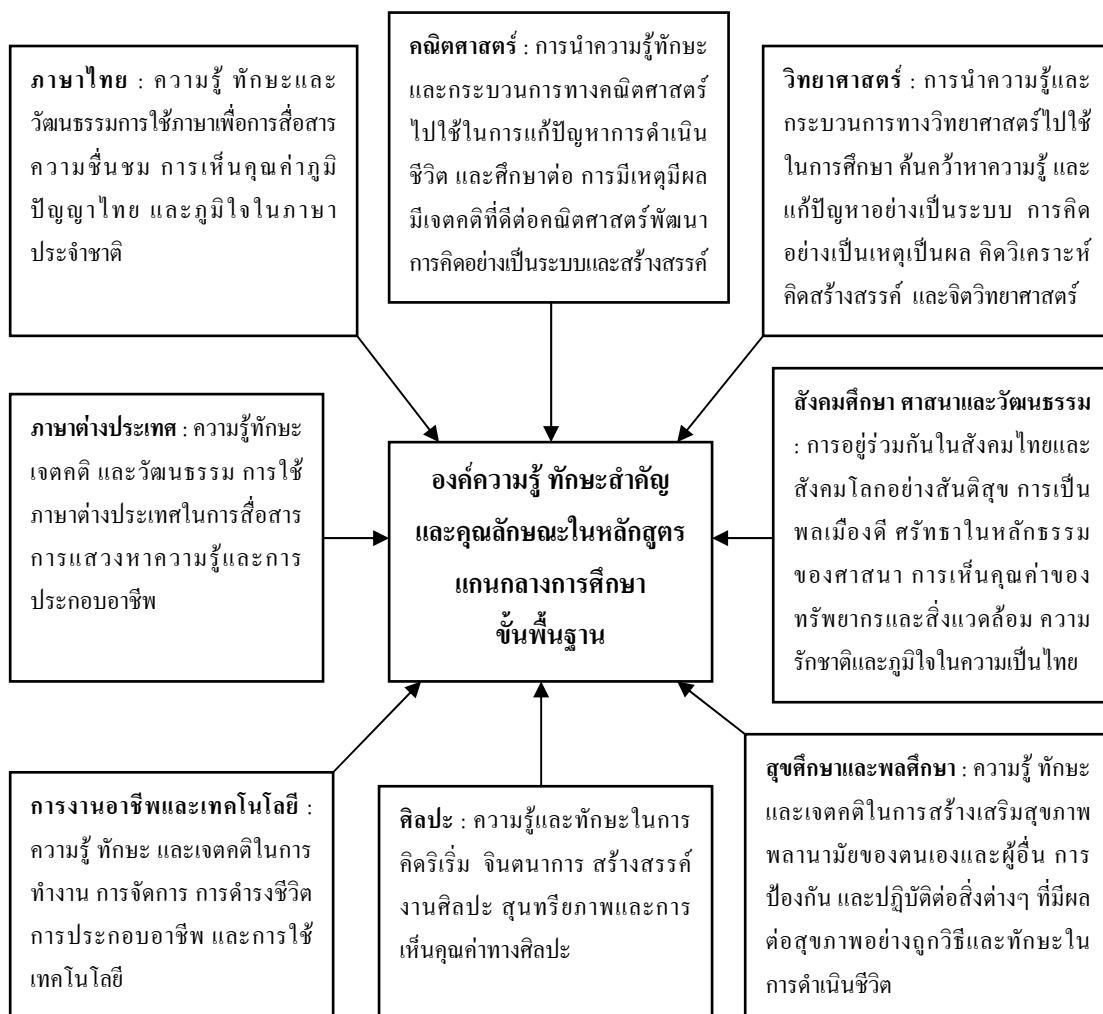 ภาษาไทย : ความรู้ ทักษะและ
วัฒนธรรมการใช้ภาษาเพื่อการสื่อสาร
ความชื่นชม การเห็นคุณค่าภูมิ
ปัญญาไทย และภูมิใจในภาษา
ประจำชาติ
คณิตศาสตร์ : การนำความรู้ทักษะ
และกระบวนการทางคณิตศาสตร์
ไปใช้ในการแก้ปัญหาการดำเนิน
ชีวิต และศึกษาต่อ การมีเหตุมีผล
มีเจตคติที่ดีต่อคณิตศาสตร์พัฒนา
การคิดอย่างเป็นระบบและสร้างสรรค์
วิทยาศาสตร์ : การนำความรู้และ
กระบวนการทางวิทยาศาสตร์ไปใช้
ในการศึกษา ค้นคว้าหาความรู้ และ
แก้ปัญหาอย่างเป็นระบบ การคิด
อย่างเป็นเหตุเป็นผล คิดวิเคราะห์
คิดสร้างสรรค์ และจิตวิทยาศาสตร์
ภาษาต่างประเทศ : ความรู้ทักษะ
เจตคติ และวัฒนธรรม การใช้
ภาษาต่างประเทศในการสื่อสาร
การแสวงหาความรู้และการ
ประกอบอาชีพ
องค์ความรู้ ทักษะสำคัญ
และคุณลักษณะในหลักสูตร
แกนกลางการศึกษา
ขั้นพื้นฐาน
สังคมศึกษา ศาสนาและวัฒนธรรม
: การอยู่ร่วมกันในสังคมไทยและ
สังคมโลกอย่างสันติสุข การเป็น
พลเมืองดี ศรัทธาในหลักธรรม
ของศาสนา การเห็นคุณค่าของ
ทรัพยากรและสิ่งแวดล้อม ความ
รักชาติและภูมิใจในความเป็นไทย
การงานอาชีพและเทคโนโลยี :
ความรู้ ทักษะ และเจตคติในการ
ทำงาน การจัดการ การดำรงชีวิต
การประกอบอาชีพ และการใช้
เทคโนโลยี
ศิลปะ : ความรู้และทักษะในการ
คิดริเริ่ม จินตนาการ สร้างสรรค์
งานศิลปะ สุนทรียภาพและการ
เห็นคุณค่าทางศิลปะ
สุขศึกษาและพลศึกษา : ความรู้ ทักษะ
และเจตคติในการสร้างเสริมสุขภาพ
พลานามัยของตนเองและผู้อื่น การ
ป้องกัน และปฏิบัติต่อสิ่งต่างๆ ที่มีผล
ต่อสุขภาพอย่างถูกวิธีและทักษะใน
การดำเนินชีวิต